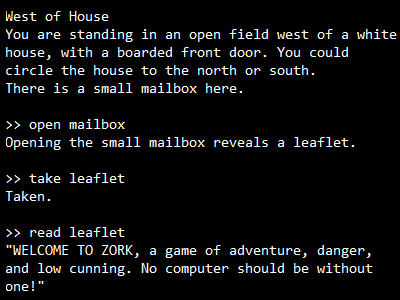 West of House
You are standing in an open field west of a white
house, with a boarded front door. You could
circle the house to the north or south.
There is a small mailbox here.
>> open mailbox
Opening the small mailbox reveals a leaflet.
>> take leaflet
Taken.
>> read leaflet
"WELCOME TO ZORK, a game of adventure, danger,
and low cunning. No computer should be without
one!"